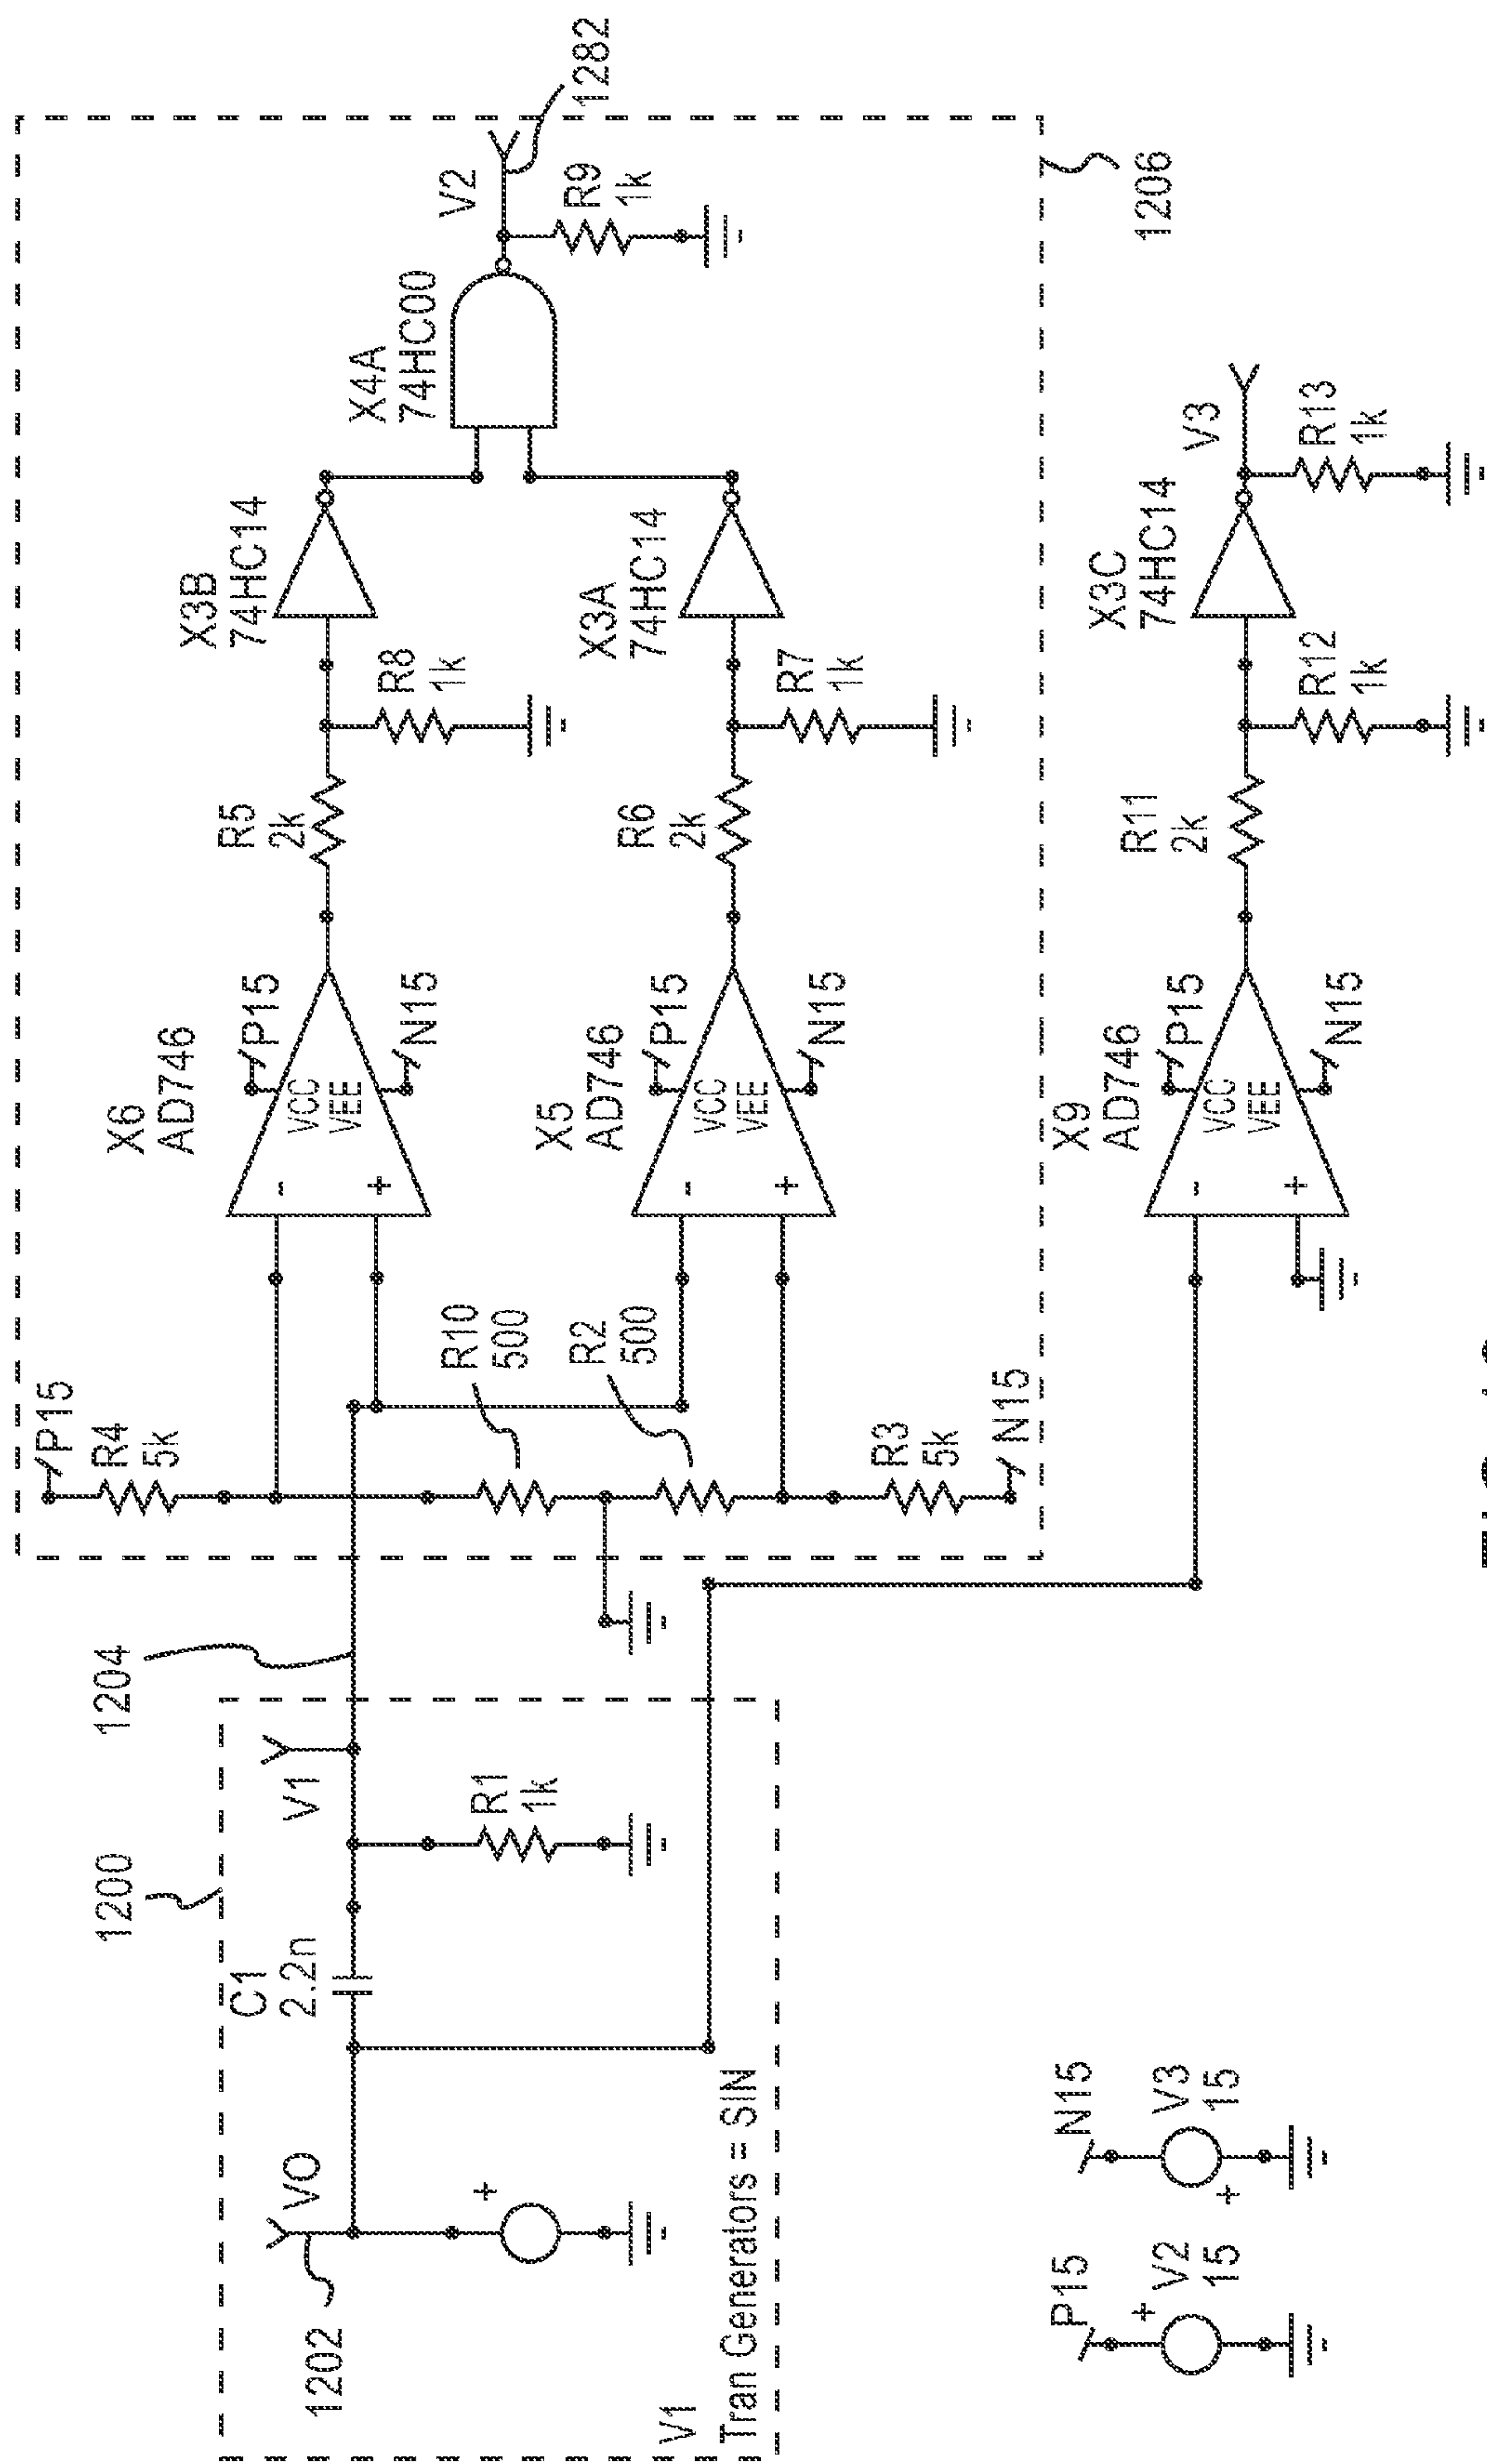 1200
1202
VO
C1
2.2n
V1
R1
1k
1204
V1
Tran Generators = SIN
P15
R4
5k
R10
500
R2
500
R3
5k
N15
X6
AD746
P15
VCC
VEE
N15
-
+
R5
2k
R8
1k
X3B
74HC14
X5
AD746
P15
VCC
VEE
N15
-
+
R6
2k
R7
1k
X3A
74HC14
X4A
74HC00
V2
1282
R9
1k
1206
X9
AD746
P15
VCC
VEE
N15
-
+
R11
2k
R12
1k
X3C
74HC14
V3
R13
1k
P15
+
V2
15
N15
V3
15
+
+